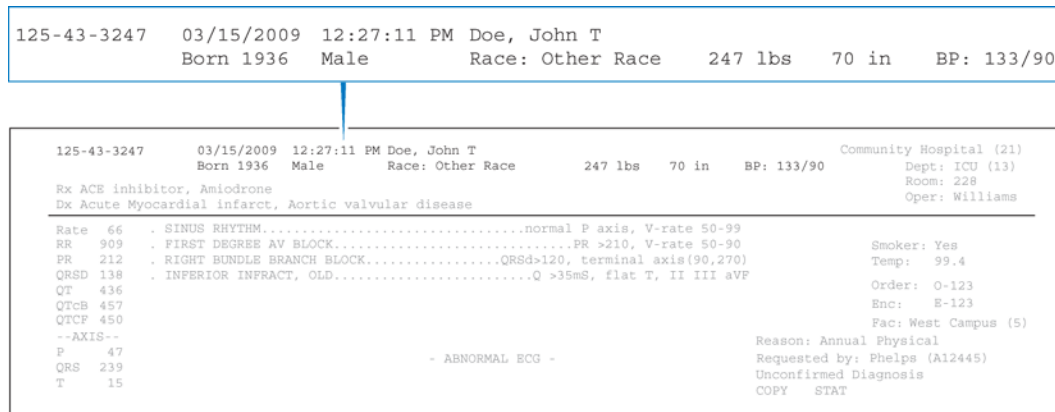 125-43-3247 03/15/2009 12:27:11 PM Doe, John T
Born 1936 Male Race: Other Race 247 lbs 70 in BP: 133/90
125-43-3247 03/15/2009 12:27:11 PM Doe, John T Community Hospital (21)
Born 1936 Male Race: Other Race 247 lbs 70 in BP: 133/90 Dept: ICU (13)
Room: 228
Rx ACE inhibitor, Amiodrone Oper: Williams
Dx Acute Myocardial infarct, Aortic valvular disease
Rate 66 . SINUS RHYTHM.................................normal P axis, V-rate 50-99
RR 909 . FIRST DEGREE AV BLOCK..............................PR >210, V-rate 50-90 Smoker: Yes
PR 212 . RIGHT BUNDLE BRANCH BLOCK.................QRSd>120, terminal axis(90,270) Temp: 99.4
QRSD 138 . INFERIOR INFRACT, OLD.........................Q >35mS, flat T, II III aVF
QT 436 Order: O-123
QTcB 457 Enc: E-123
QTCF 450 Fac: West Campus (5)
--AXIS-- Reason: Annual Physical
P 47 - ABNORMAL ECG - Requested by: Phelps (A12445)
QRS 239 Unconfirmed Diagnosis
T 15 COPY STAT